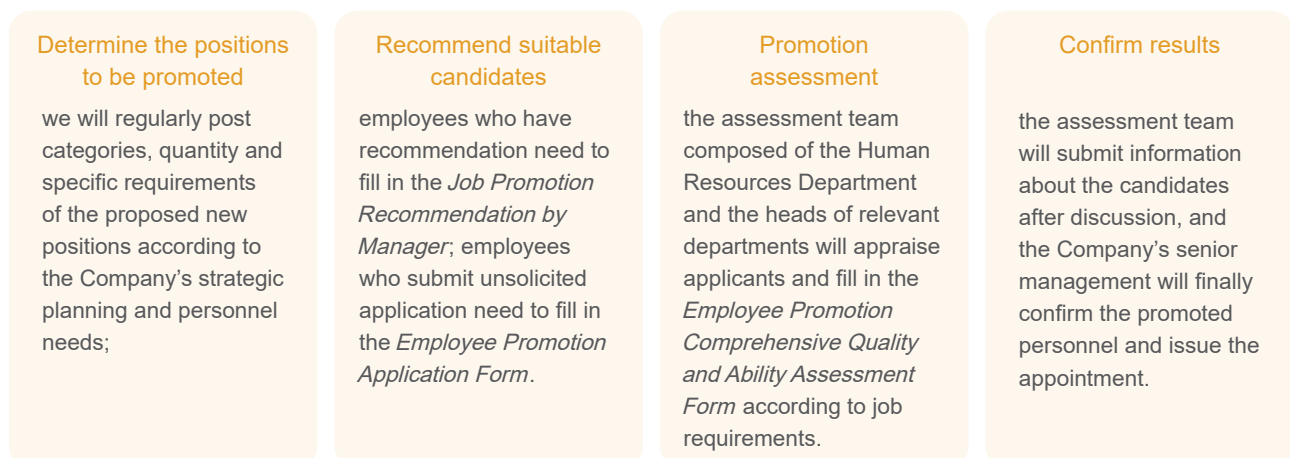 Determine the positions
to be promoted
we will regularly post
categories, quantity and
specific requirements
of the proposed new
positions according to
the Company’s strategic
planning and personnel
needs;
Recommend suitable
candidates
employees who have
recommendation need to
fill in the Job Promotion
Recommendation by
Manager; employees
who submit unsolicited
application need to fill in
the Employee Promotion
Application Form.
Promotion
assessment
the assessment team
composed of the Human
Resources Department
and the heads of relevant
departments will appraise
applicants and fill in the
Employee Promotion
Comprehensive Quality
and Ability Assessment
Form according to job
requirements.
Confirm results
the assessment team
will submit information
about the candidates
after discussion, and
the Company’s senior
management will finally
confirm the promoted
personnel and issue the
appointment.